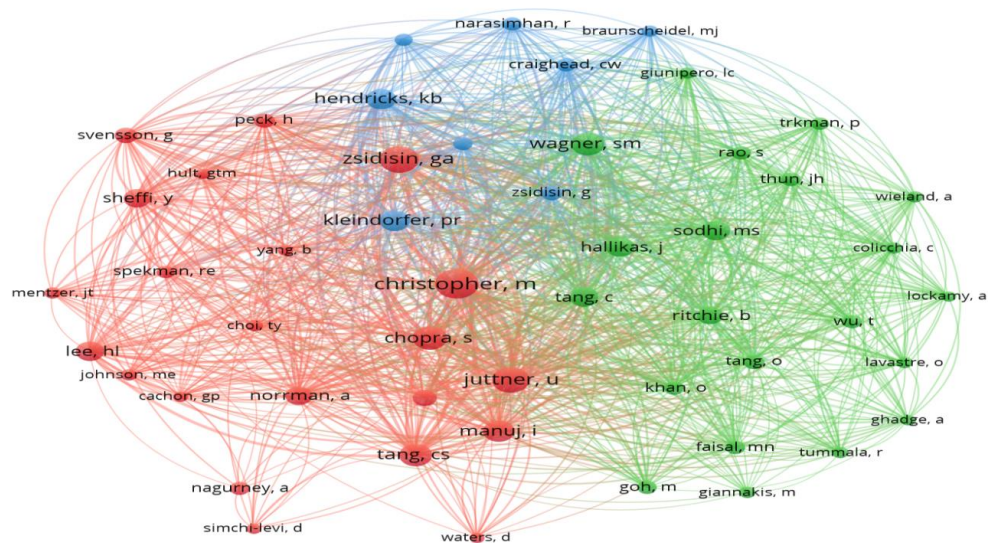 narasimhan, r
braunscheidel, mj
craighead, cw
giunipero, lc
hendricks, kb
peck, h
trkman, p
svensson, g
wagner, sm
rao, s
zsidisin, ga
hult, gtm
thun, jh
zsidisin, g
sheffi, y
wieland, a
kleindorfer, pr
sodhi, ms
yang, b
hallikas, j
colicchia, c
spekman, re
christopher, m
mentzer, jt
tang, c
lockamy, a
ritchie, b
wu, t
choi, ty
chopra, s
lee, hl
tang, o
lavastre, o
johnson, me
juttner, u
khan, o
cachon, gp
norrman, a
ghadge, a
manuj, i
faisal, mn
tummala, r
tang, cs
nagurney, a
goh, m
giannakis, m
simchi-levi, d
waters, d